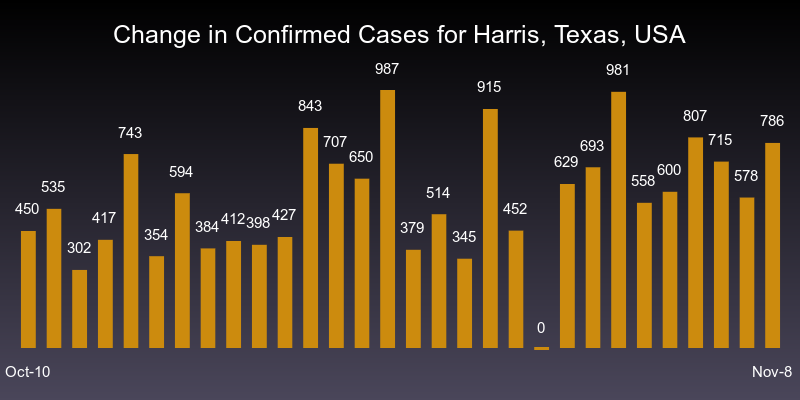 Change in Confirmed Cases for Harris, Texas, USA
450 535 302 417 743 354 594 384 412 398 427 843 707 650 987 379 514 345 915 452 0 629 693 981 558 600 807 715 578 786
Oct-10 Nov-8